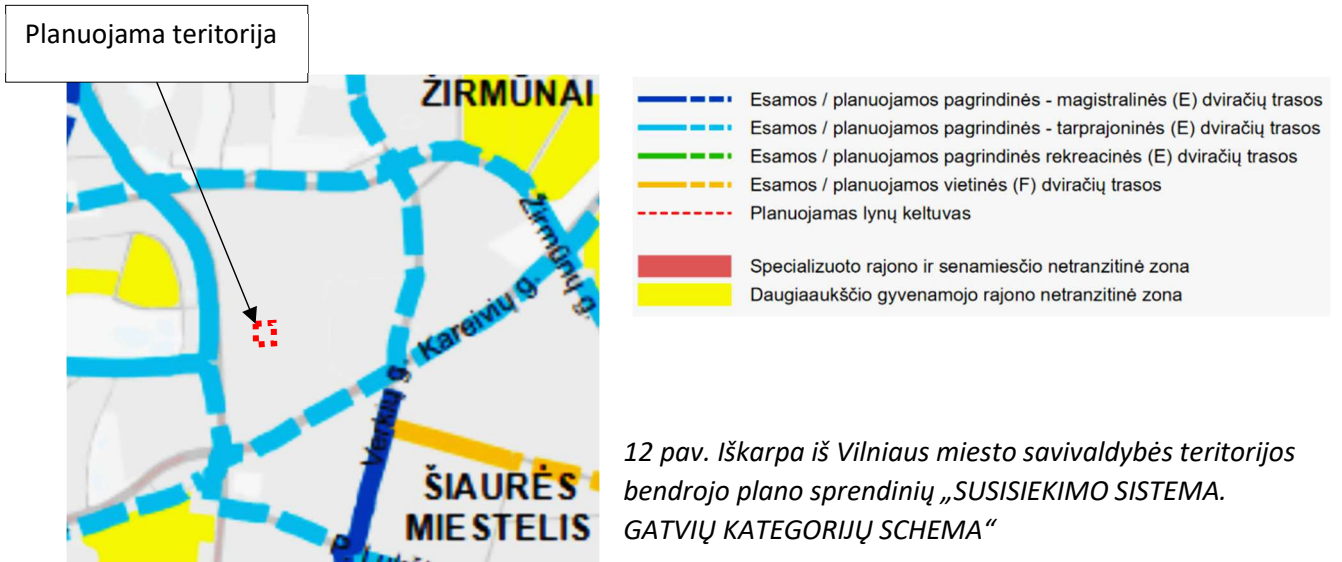 Planuojama teritorija
ŽIRMŪNAI
Žirmūnų g.
Kareivių g.
Verkių g.
ŠIAURĖS
MIESTELIS
Esamos / planuojamos pagrindinės - magistralinės (E) dviračių trasos
Esamos / planuojamos pagrindinės - tarprajoninės (E) dviračių trasos
Esamos / planuojamos pagrindinės rekreacinės (E) dviračių trasos
Esamos / planuojamos vietinės (F) dviračių trasos
Planuojamas lynų keltuvas
Specializuoto rajono ir senamiesčio netranzitinė zona
Daugiaaukščio gyvenamojo rajono netranzitinė zona
12 pav. Iškarpa iš Vilniaus miesto savivaldybės teritorijos
bendrojo plano sprendinių „SUSISIEKIMO SISTEMA.
GATVIŲ KATEGORIJŲ SCHEMA“